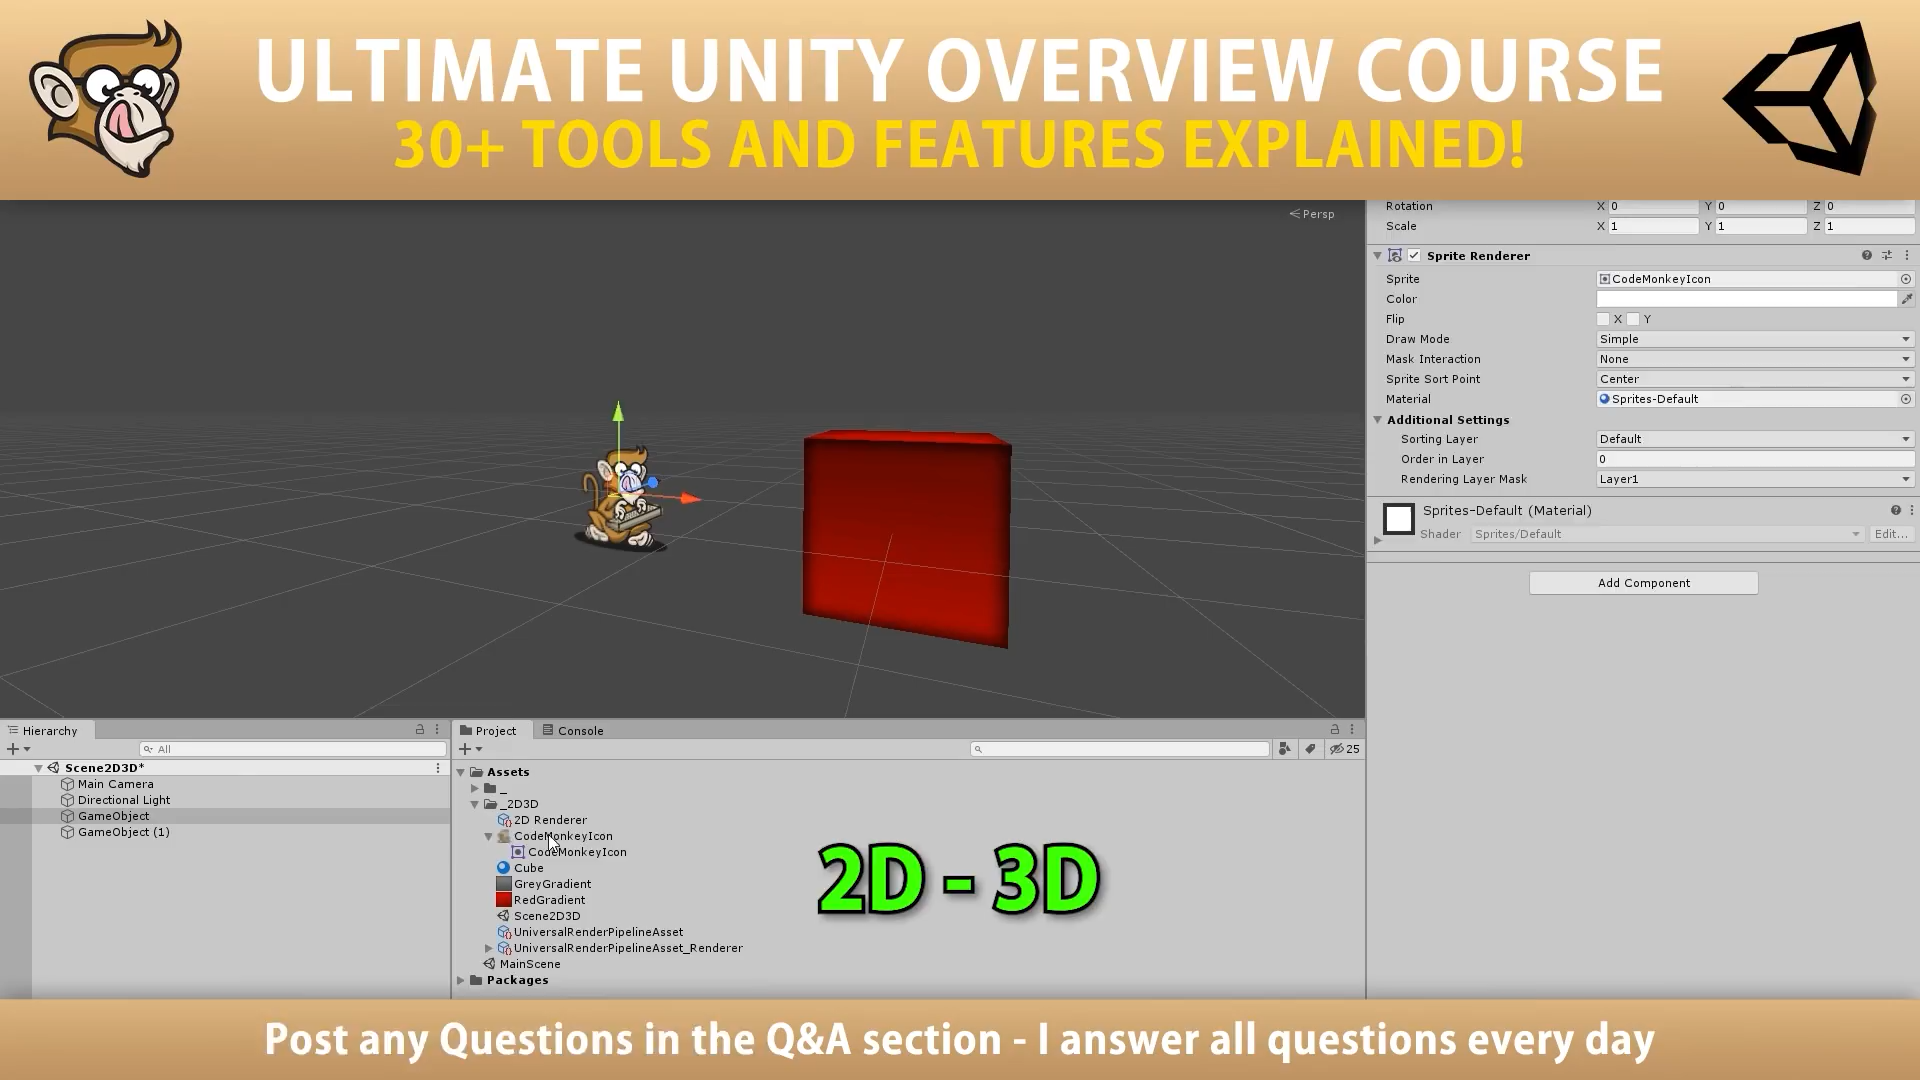 ULTIMATE UNITY OVERVIEW COURSE
30+ TOOLS AND FEATURES EXPLAINED!
Persp
Rotation X 0 Y 0 Z 0
Scale X 1 Y 1 Z 1
Sprite Renderer
Sprite CodeMonkeyIcon
Color
Flip X Y
Draw Mode Simple
Mask Interaction None
Sprite Sort Point Center
Material Sprites-Default
Additional Settings
Sorting Layer Default
Order in Layer 0
Rendering Layer Mask Layer1
Sprites-Default (Material)
Shader Sprites/Default Edit...
Add Component
Hierarchy
All
Scene2D3D*
Main Camera
Directional Light
GameObject
GameObject (1)
Project Console
25
Assets
_
_2D3D
2D Renderer
CodeMonkeyIcon
CodeMonkeyIcon
Cube
GreyGradient
RedGradient
Scene2D3D
UniversalRenderPipelineAsset
UniversalRenderPipelineAsset_Renderer
MainScene
Packages
2D - 3D
Post any Questions in the Q&A section - I answer all questions every day